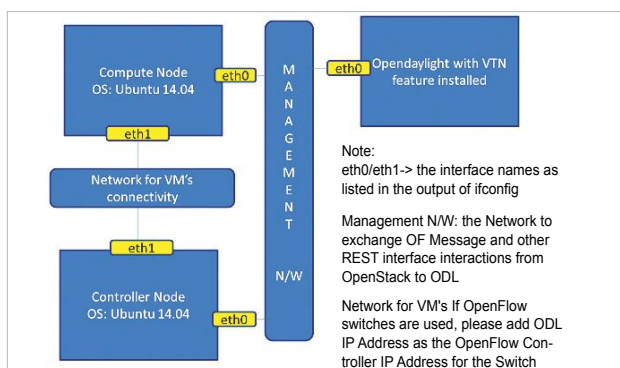 Compute Node
OS: Ubuntu 14.04
eth0
eth1
Network for VM's
connectivity
eth1
Controller Node
OS: Ubuntu 14.04
eth0
M
A
N
A
G
E
M
E
N
T
N/W
eth0
Opendaylight with VTN
feature installed
Note:
eth0/eth1-> the interface names as
listed in the output of ifconfig
Management N/W: the Network to
exchange OF Message and other
REST interface interactions from
OpenStack to ODL
Network for VM's If OpenFlow
switches are used, please add ODL
IP Address as the OpenFlow Con-
troller IP Address for the Switch